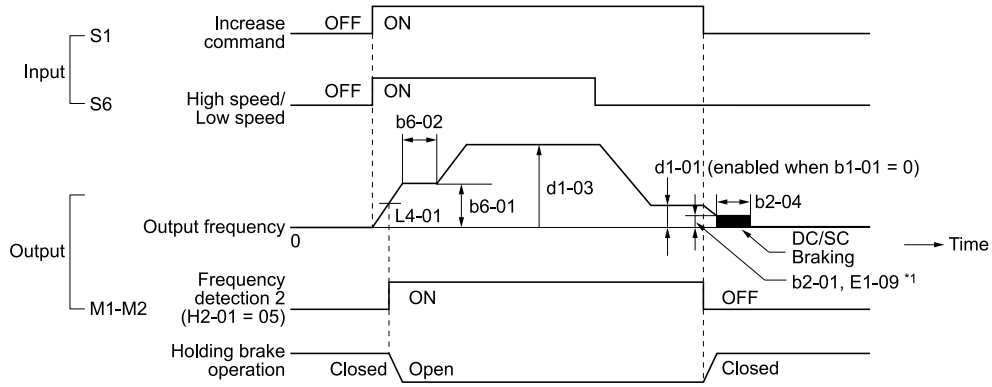 Increase
command
OFF
ON
S1
Input
S6
High speed/
Low speed
OFF
ON
b6-02
d1-01 (enabled when b1-01 = 0)
d1-03
b2-04
L4-01
b6-01
Output frequency
0
DC/SC
Braking
Time
b2-01, E1-09 *1
Output
Frequency
detection 2
(H2-01 = 05)
M1-M2
ON
OFF
Holding brake
operation
Closed
Open
Closed